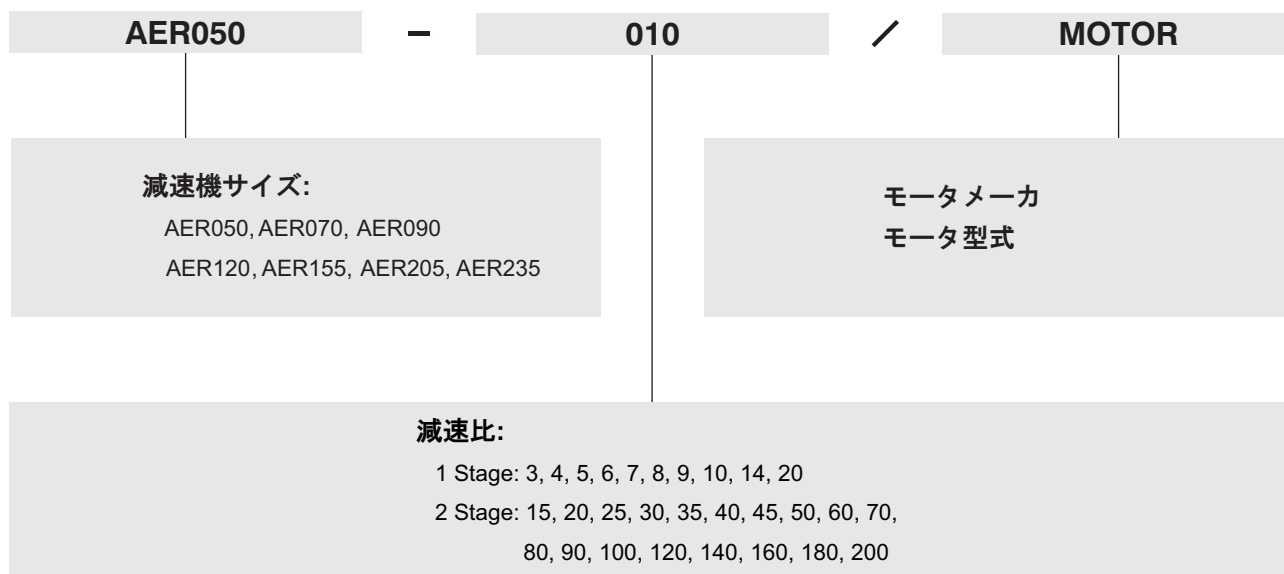 AER050 – 010 / MOTOR
減速機サイズ:
AER050, AER070, AER090
AER120, AER155, AER205, AER235
モータメーカ
モータ型式
減速比:
1 Stage: 3, 4, 5, 6, 7, 8, 9, 10, 14, 20
2 Stage: 15, 20, 25, 30, 35, 40, 45, 50, 60, 70,
80, 90, 100, 120, 140, 160, 180, 200